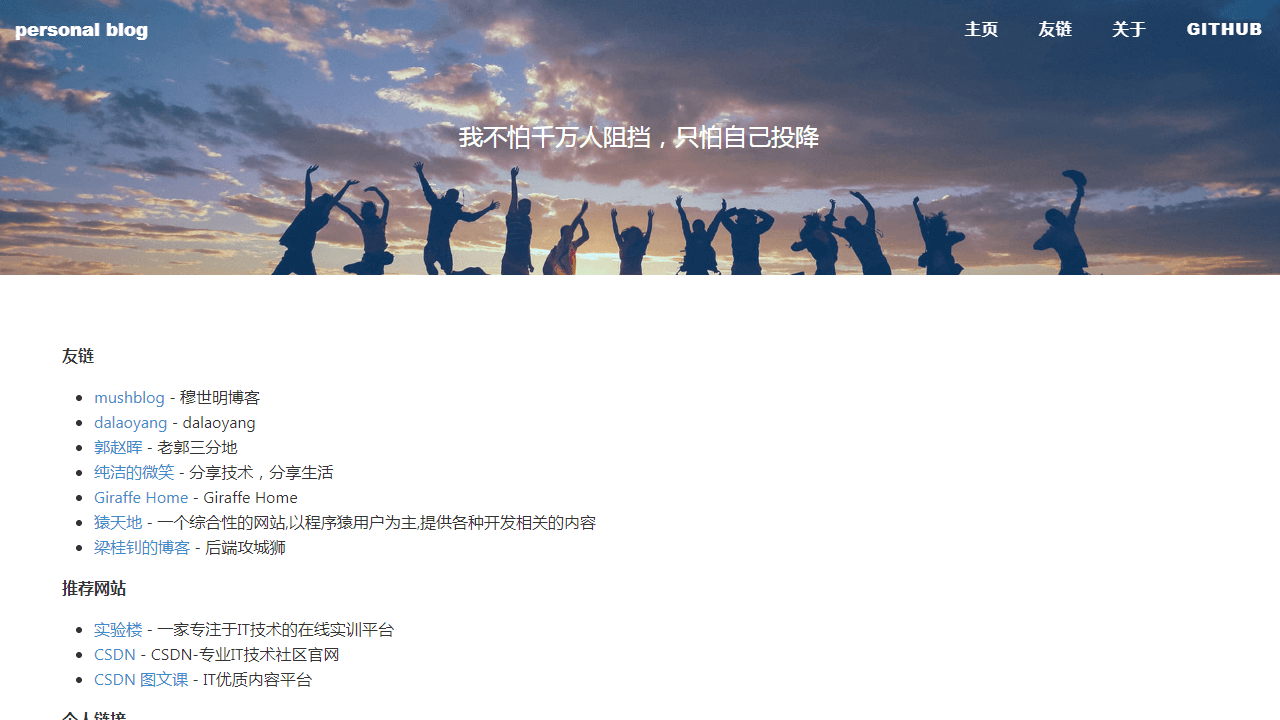 personal blog
主页 友链 关于 GITHUB
我不怕千万人阻挡，只怕自己投降
友链
mushblog - 穆世明博客
dalaoyang - dalaoyang
郭赵晖 - 老郭三分地
纯洁的微笑 - 分享技术，分享生活
Giraffe Home - Giraffe Home
猿天地 - 一个综合性的网站,以程序猿用户为主,提供各种开发相关的内容
梁桂钊的博客 - 后端攻城狮
推荐网站
实验楼 - 一家专注于IT技术的在线实训平台
CSDN - CSDN-专业IT技术社区官网
CSDN 图文课 - IT优质内容平台
个人链接